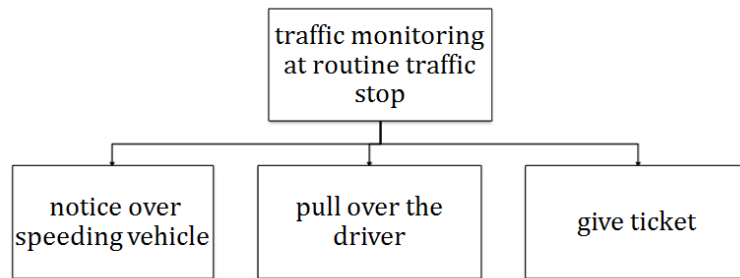 traffic monitoring
at routine traffic
stop
notice over
speeding vehicle
pull over the
driver
give ticket